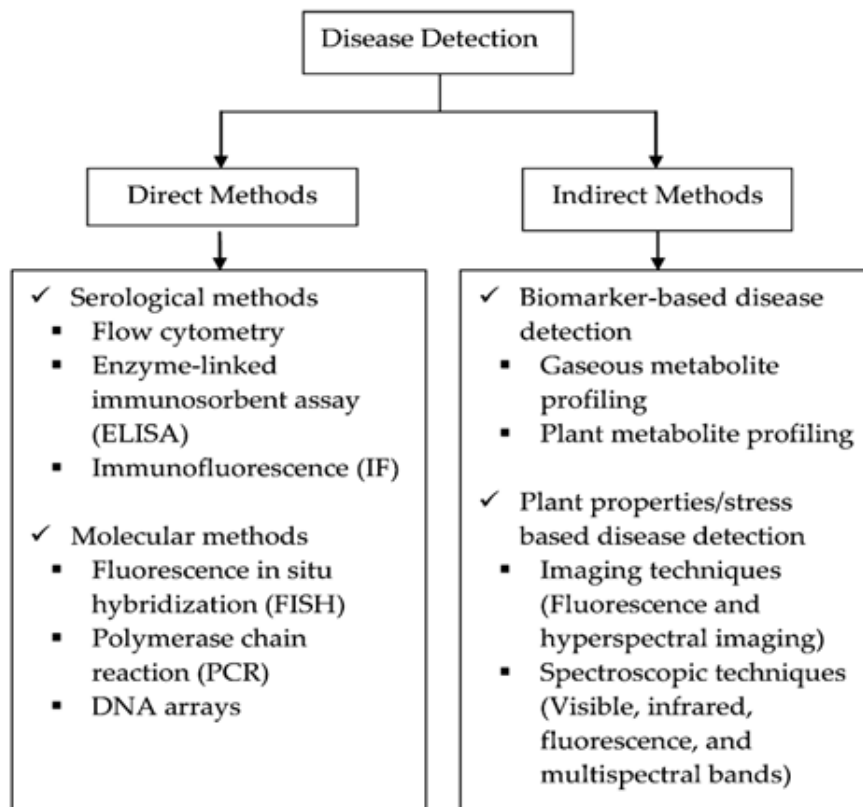 Disease Detection
Direct Methods
Indirect Methods
✓ Serological methods
▪ Flow cytometry
▪ Enzyme-linked
immunosorbent assay
(ELISA)
▪ Immunofluorescence (IF)
✓ Molecular methods
▪ Fluorescence in situ
hybridization (FISH)
▪ Polymerase chain
reaction (PCR)
▪ DNA arrays
✓ Biomarker-based disease
detection
▪ Gaseous metabolite
profiling
▪ Plant metabolite profiling
✓ Plant properties/stress
based disease detection
▪ Imaging techniques
(Fluorescence and
hyperspectral imaging)
▪ Spectroscopic techniques
(Visible, infrared,
fluorescence, and
multispectral bands)